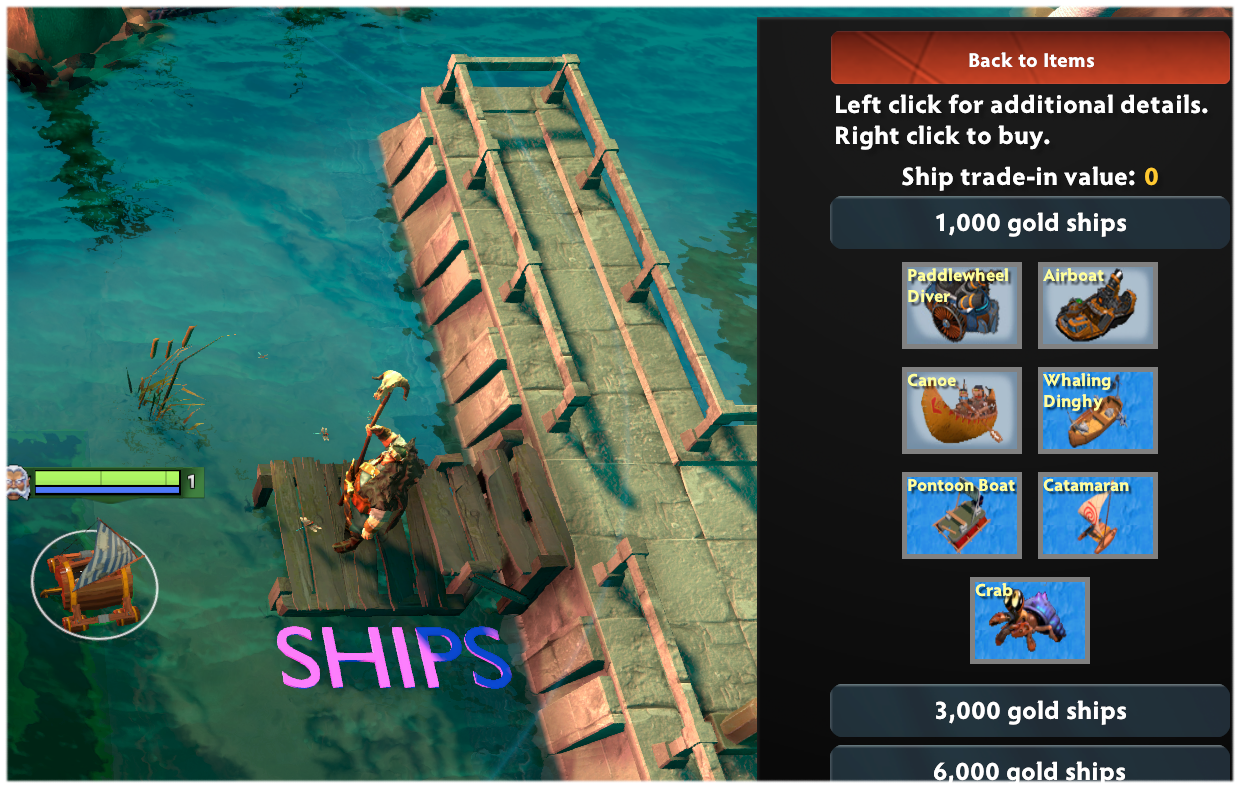 Back to Items
Left click for additional details.
Right click to buy.
Ship trade-in value: 0
1,000 gold ships
Paddlewheel
Diver
Airboat
Canoe
Whaling
Dinghy
Pontoon Boat
Catamaran
Crab
3,000 gold ships
6,000 gold ships
1
SHIPS